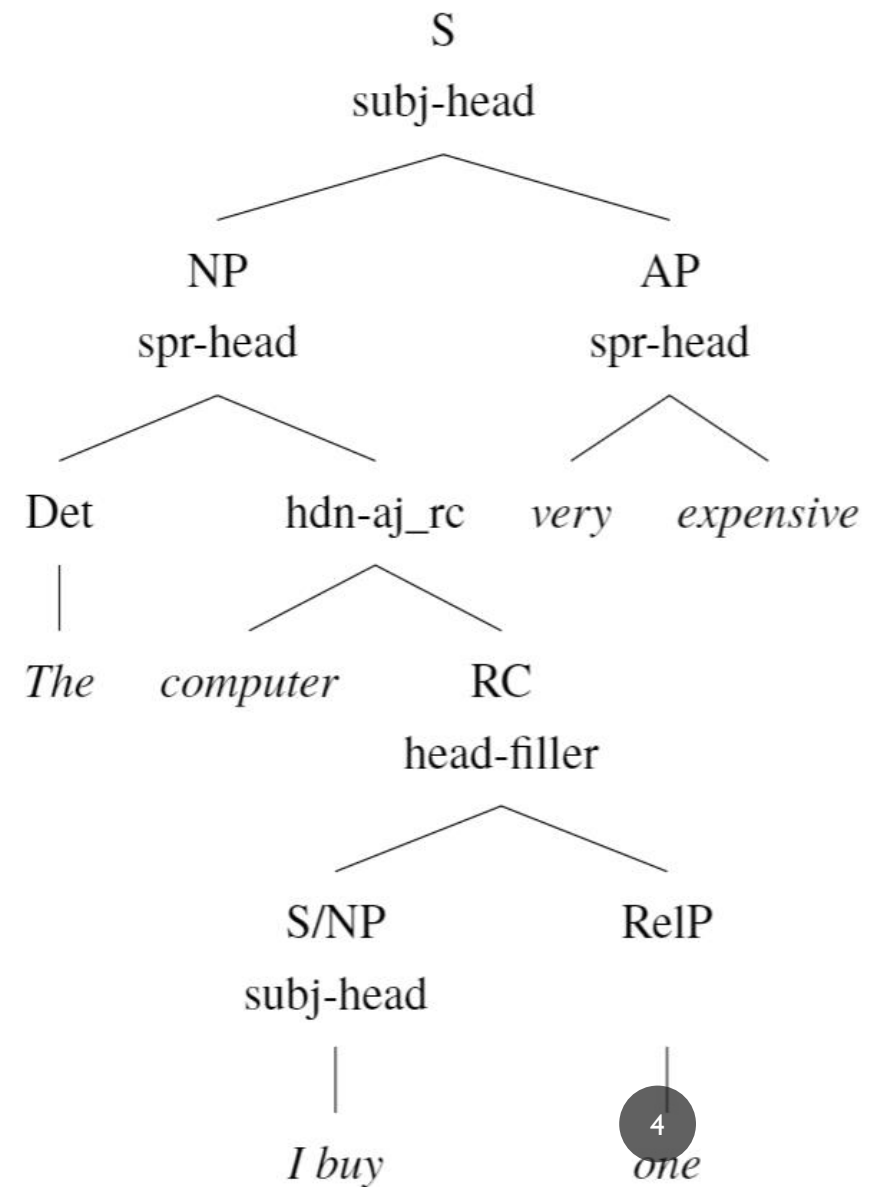 S
subj-head
NP AP
spr-head spr-head
Det hdn-aj_rc very expensive
The computer RC
head-filler
S/NP RelP
subj-head
4
I buy one